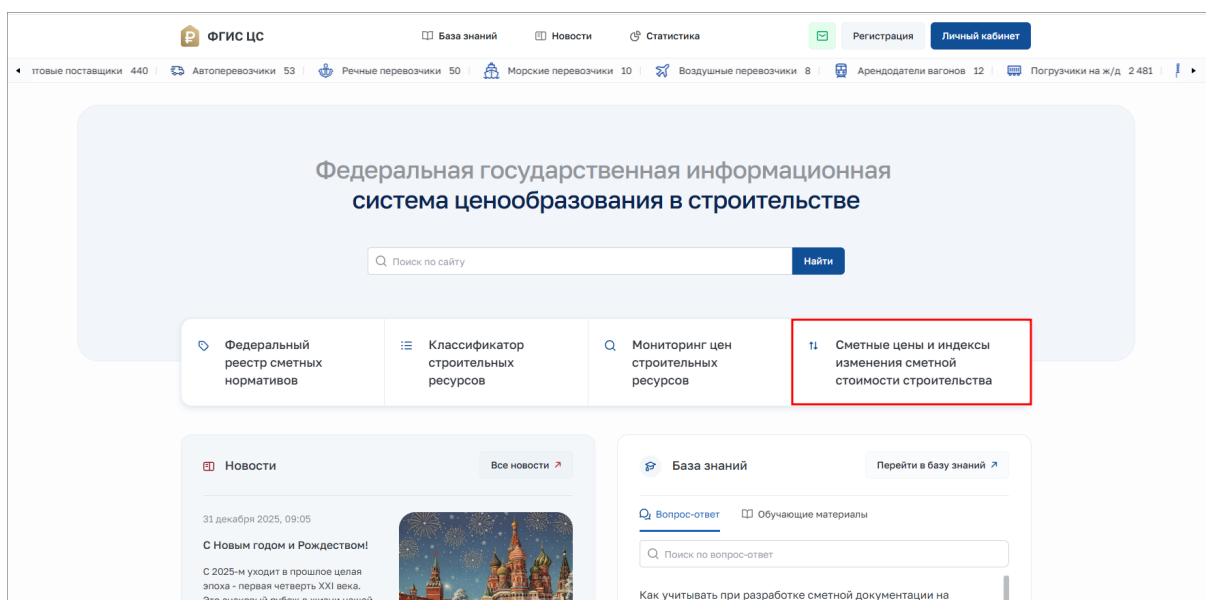 ФГИС ЦС
База знаний
Новости
Статистика
Регистрация
Личный кабинет
поставщики 440
Автоперевозчики 53
Речные перевозчики 50
Морские перевозчики 10
Воздушные перевозчики 8
Арендодатели вагонов 12
Погрузчики на ж/д 2 481
Федеральная государственная информационная
система ценообразования в строительстве
Поиск по сайту
Найти
Федеральный
реестр сметных
нормативов
Классификатор
строительных
ресурсов
Мониторинг цен
строительных
ресурсов
Сметные цены и индексы
изменения сметной
стоимости строительства
Новости
Все новости
31 декабря 2025, 09:05
С Новым годом и Рождеством!
С 2025-м уходит в прошлое целая
эпоха - первая четверть XXI века.
База знаний
Перейти в базу знаний
Вопрос-ответ
Обучающие материалы
Поиск по вопрос-ответ
Как учитывать при разработке сметной документации на